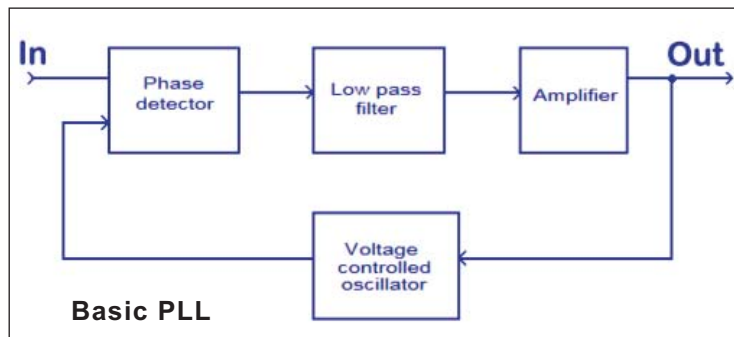 In
Out
Phase
detector
Low pass
filter
Amplifier
Voltage
controlled
oscillator
Basic PLL